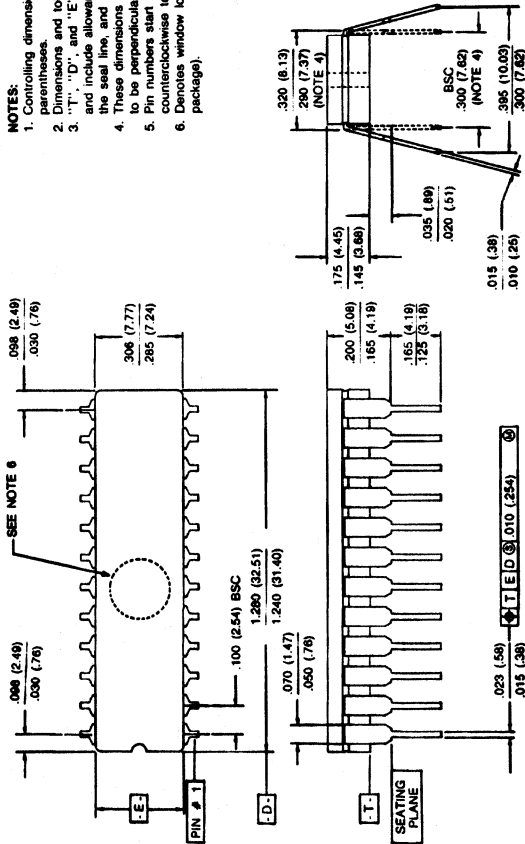 NOTES:
1. Controlling dimensi
parentheses.
2. Dimensions and to
3. "T", "D", and "E"
and include allowar
the seal line, and
4. These dimensions
to be perpendicula
5. Pin numbers start
counterclockwise to
6. Denotes window lo
package).
.320 (8.13)
.290 (7.37)
(NOTE 4)
BSC
.300 (7.62)
(NOTE 4)
.395 (10.03)
.300 (7.62)
.175 (4.45)
.145 (3.68)
.035 (.89)
.020 (.51)
.015 (.38)
.010 (.25)
SEE NOTE 6
.098 (2.49)
.030 (.76)
.098 (2.49)
.030 (.76)
.306 (7.77)
.285 (7.24)
.100 (2.54) BSC
1.280 (32.51)
1.240 (31.40)
-E-
PIN # 1
-D-
.200 (5.08)
.165 (4.19)
.165 (4.19)
.125 (3.18)
.070 (1.47)
.050 (.76)
-T-
SEATING
PLANE
.023 (.58)
.015 (.38)
⌖ T E D Ⓢ .010 (.254) Ⓜ